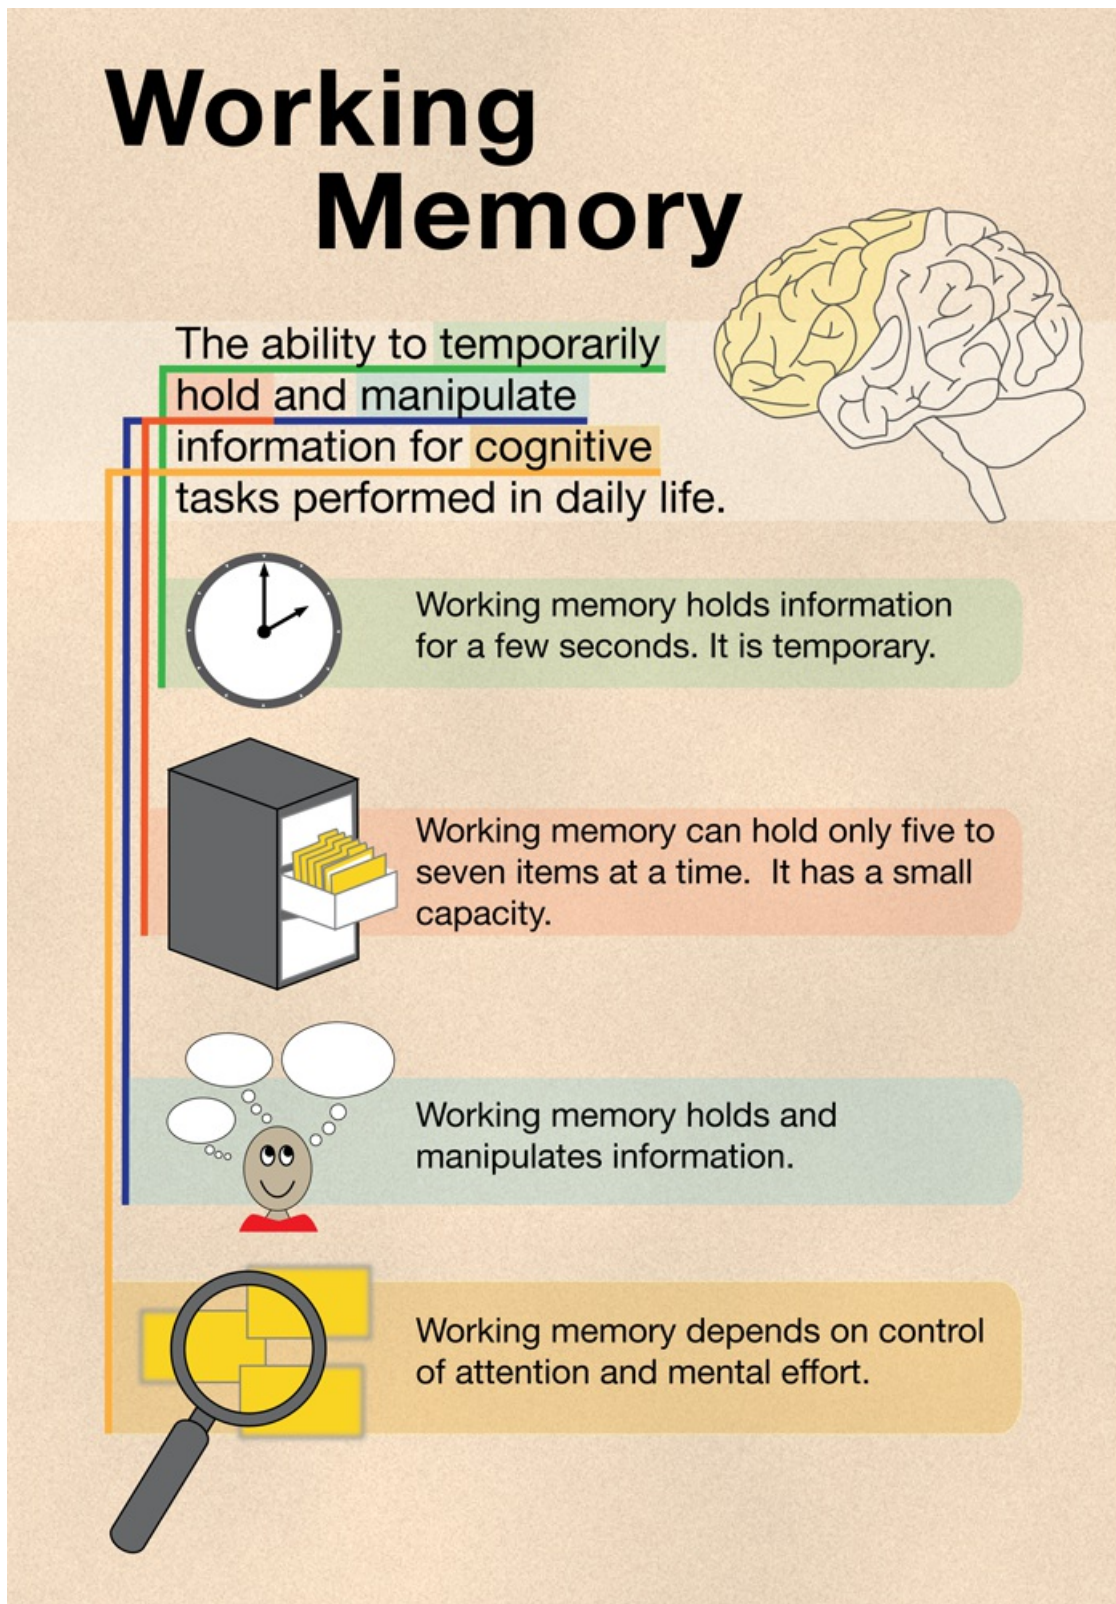 Working
Memory
The ability to temporarily
hold and manipulate
information for cognitive
tasks performed in daily life.
Working memory holds information
for a few seconds. It is temporary.
Working memory can hold only five to
seven items at a time.  It has a small
capacity.
Working memory holds and
manipulates information.
Working memory depends on control
of attention and mental effort.